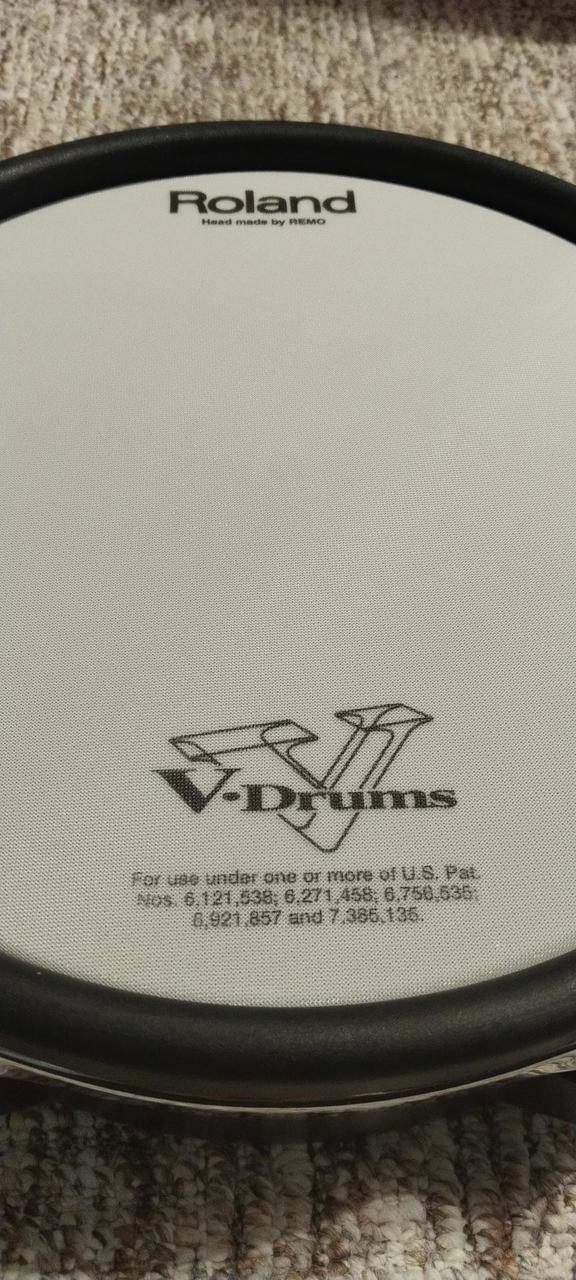 Roland
Head made by REMO
V-Drums
For use under one or more of U.S. Pat.
Nos. 6,121,538; 6,271,458; 6,756,535;
6,921,857 and 7,385,135.